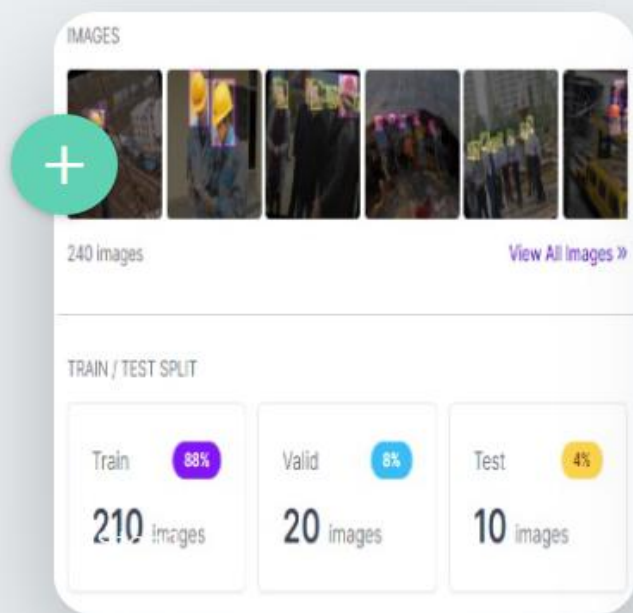 IMAGES
+
240 images
View All Images »
TRAIN / TEST SPLIT
Train 88%
210 images
Valid 8%
20 images
Test 4%
10 images